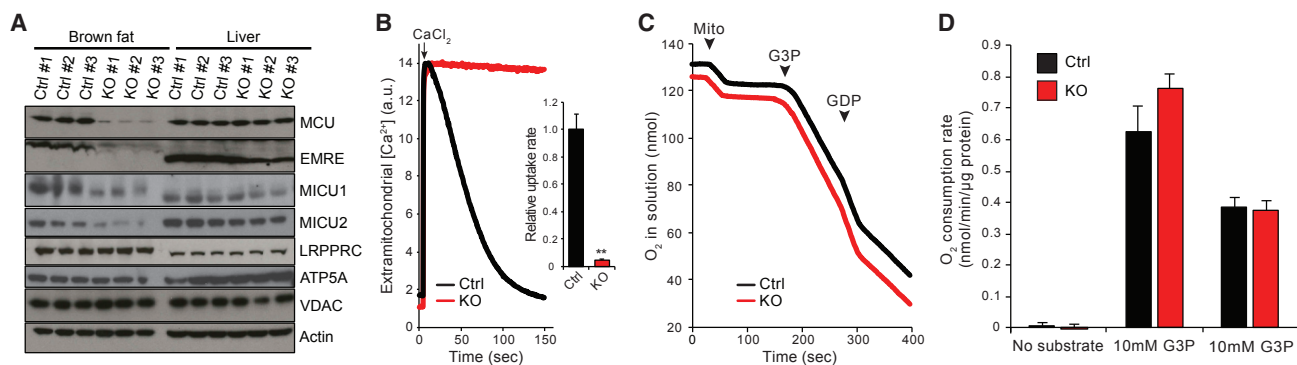 A
Brown fat
Liver
Ctrl #1
Ctrl #2
Ctrl #3
KO #1
KO #2
KO #3
Ctrl #1
Ctrl #2
Ctrl #3
KO #1
KO #2
KO #3
MCU
EMRE
MICU1
MICU2
LRPPRC
ATP5A
VDAC
Actin
B
CaCl₂
Extramitochondrial [Ca²⁺] (a.u.)
14
12
10
8
6
4
2
0
0
50
100
150
Time (sec)
Ctrl
KO
Relative uptake rate
1.2
1.0
0.8
0.6
0.4
0.2
0
**
Ctrl
KO
C
Mito
G3P
GDP
O₂ in solution (nmol)
140
120
100
80
60
40
20
0
100
200
300
400
Time (sec)
Ctrl
KO
D
O₂ consumption rate
(nmol/min/µg protein)
0.9
0.8
0.7
0.6
0.5
0.4
0.3
0.2
0.1
0
Ctrl
KO
No substrate
10mM G3P
10mM G3P